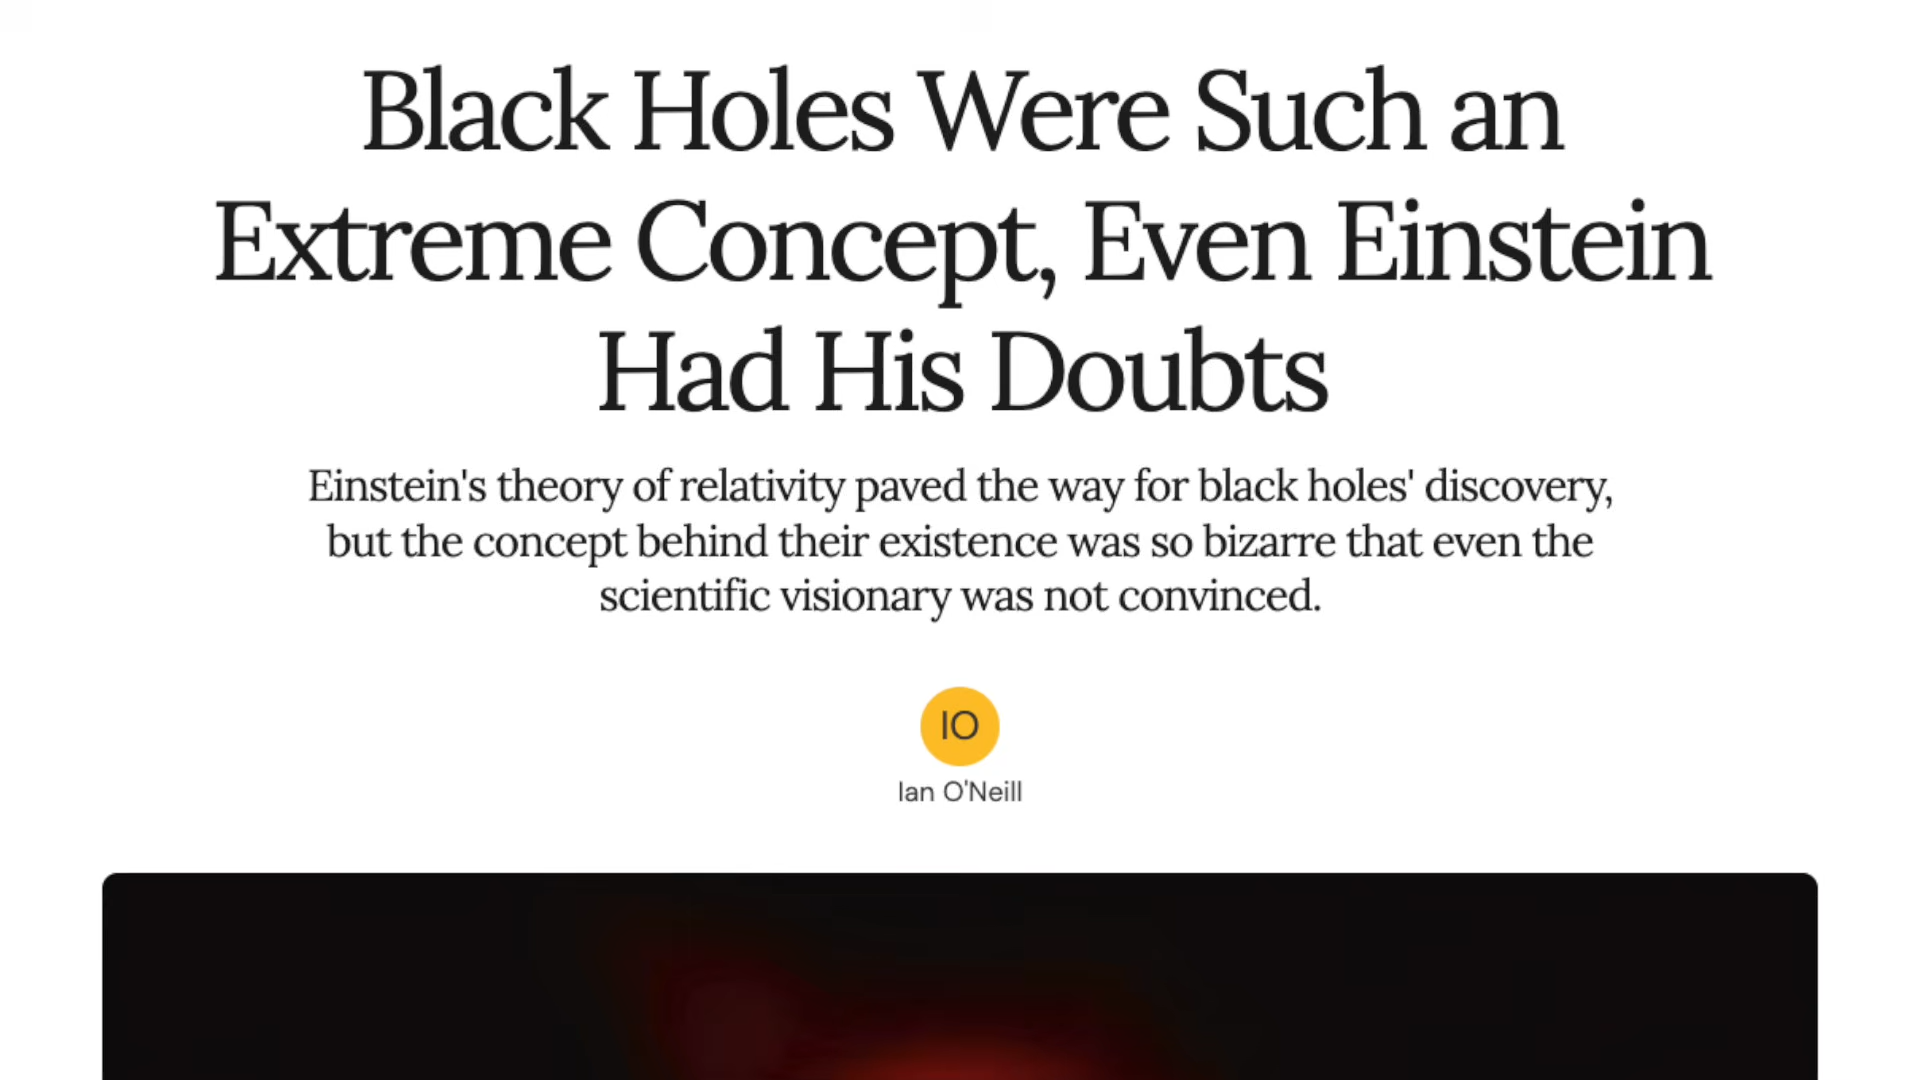 Black Holes Were Such an
Extreme Concept, Even Einstein
Had His Doubts
Einstein's theory of relativity paved the way for black holes' discovery,
but the concept behind their existence was so bizarre that even the
scientific visionary was not convinced.
IO
Ian O'Neill